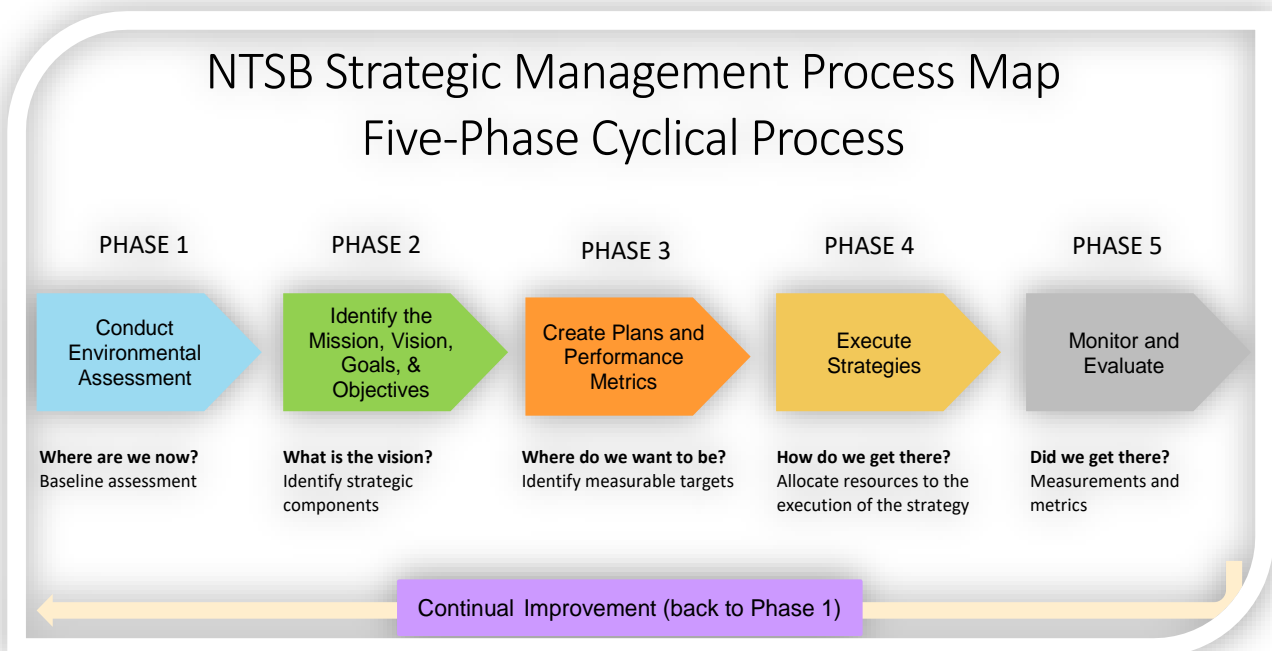 NTSB Strategic Management Process Map
Five-Phase Cyclical Process
PHASE 1
Conduct
Environmental
Assessment
Where are we now?
Baseline assessment
PHASE 2
Identify the
Mission, Vision,
Goals, &
Objectives
What is the vision?
Identify strategic
components
PHASE 3
Create Plans and
Performance
Metrics
Where do we want to be?
Identify measurable targets
PHASE 4
Execute
Strategies
How do we get there?
Allocate resources to the
execution of the strategy
PHASE 5
Monitor and
Evaluate
Did we get there?
Measurements and
metrics
Continual Improvement (back to Phase 1)